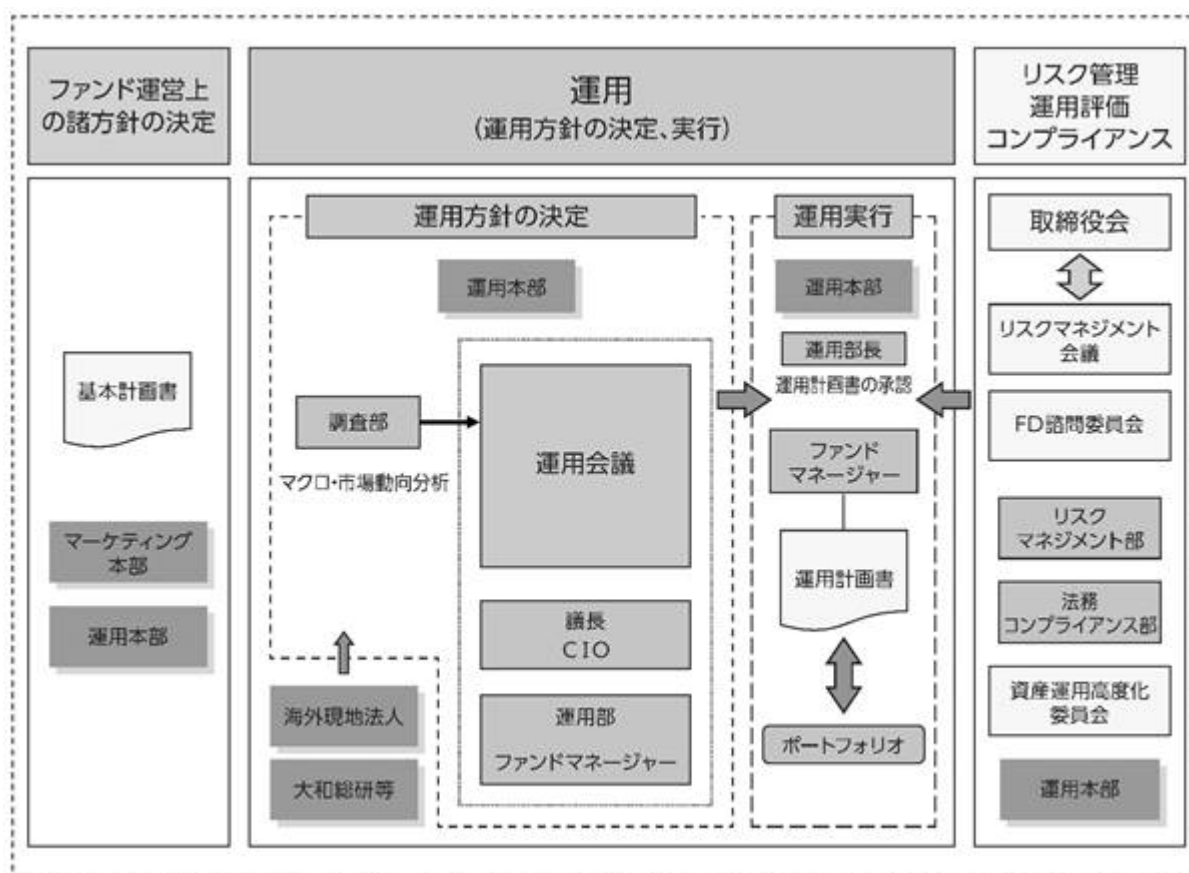 ファンド運営上
の諸方針の決定
基本計画書
マーケティング
本部
運用本部
運用
(運用方針の決定、実行)
運用方針の決定
運用本部
調査部
マクロ・市場動向分析
運用会議
議長
CIO
運用部
ファンドマネージャー
海外現地法人
大和総研等
運用実行
運用本部
運用部長
運用計画書の承認
ファンド
マネージャー
運用計画書
ポートフォリオ
リスク管理
運用評価
コンプライアンス
取締役会
リスクマネジメント
会議
FD諮問委員会
リスク
マネジメント部
法務
コンプライアンス部
資産運用高度化
委員会
運用本部